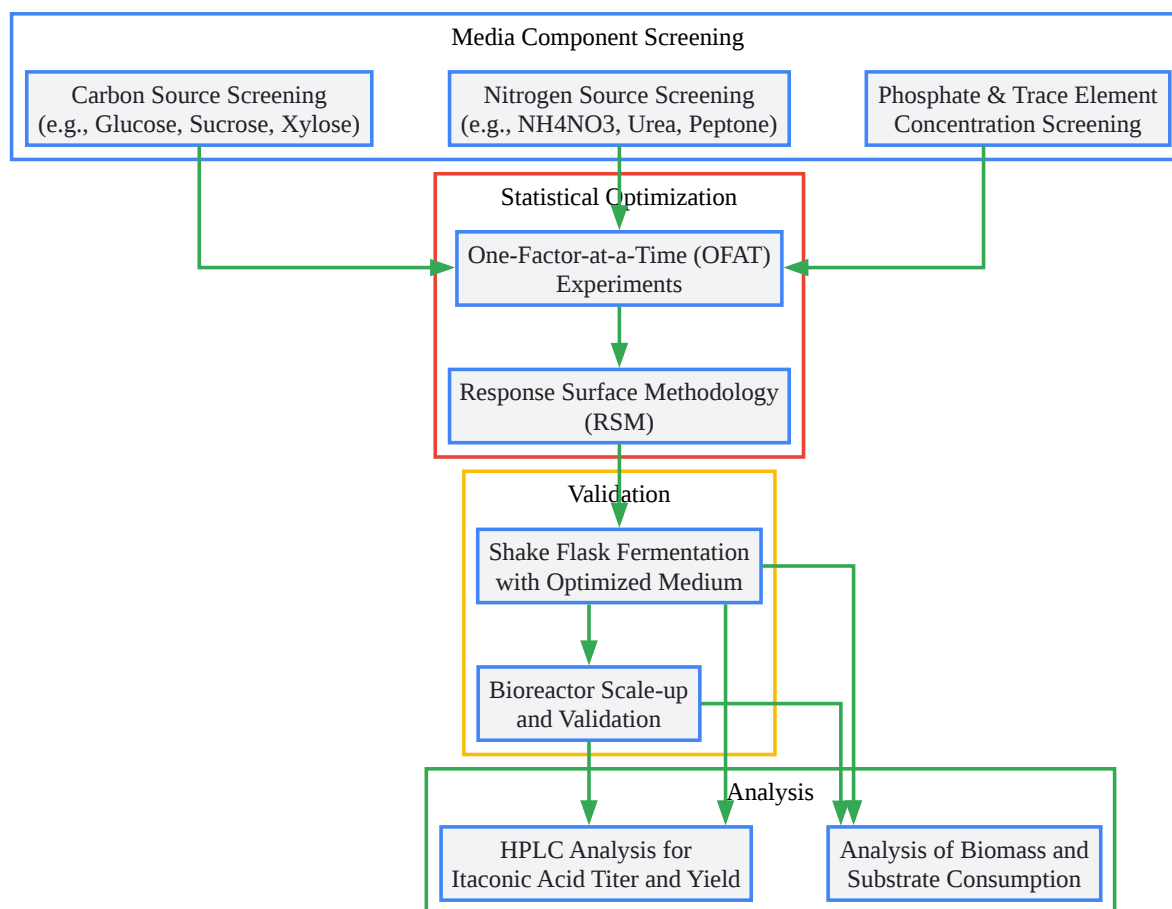 Media Component Screening
Carbon Source Screening
(e.g., Glucose, Sucrose, Xylose)
Nitrogen Source Screening
(e.g., NH4NO3, Urea, Peptone)
Phosphate & Trace Element
Concentration Screening
Statistical Optimization
One-Factor-at-a-Time (OFAT)
Experiments
Response Surface Methodology
(RSM)
Validation
Shake Flask Fermentation
with Optimized Medium
Bioreactor Scale-up
and Validation
Analysis
HPLC Analysis for
Itaconic Acid Titer and Yield
Analysis of Biomass and
Substrate Consumption